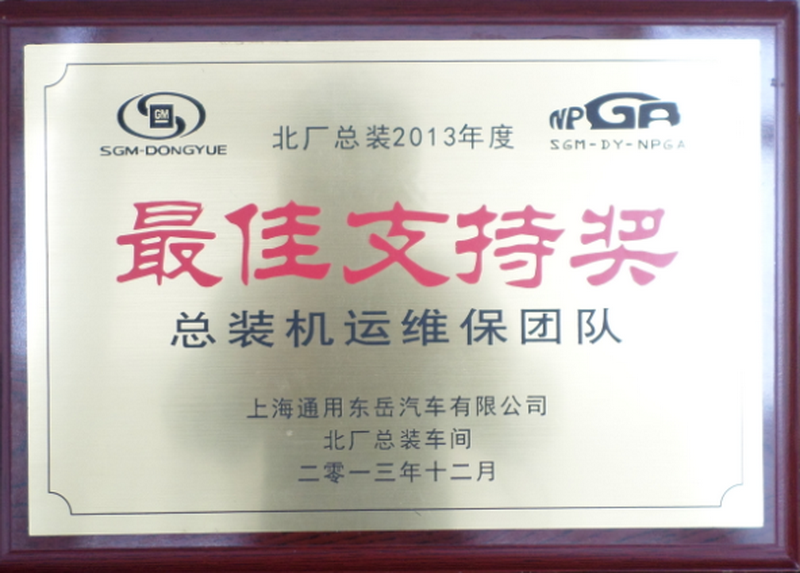 GM
SGM-DONGYUE
北厂总装2013年度
NPGA
SGM-DY-NPGA
最佳支持奖
总装机运维保团队
上海通用东岳汽车有限公司
北厂总装车间
二零一三年十二月